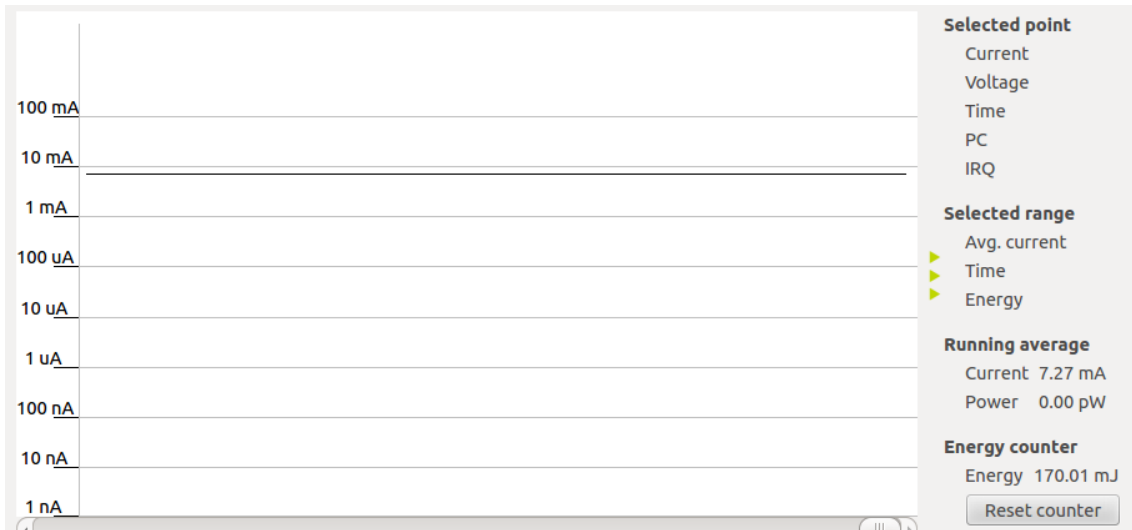 100 mA
10 mA
1 mA
100 uA
10 uA
1 uA
100 nA
10 nA
1 nA
Selected point
Current
Voltage
Time
PC
IRQ
Selected range
Avg. current
Time
Energy
Running average
Current 7.27 mA
Power 0.00 pW
Energy counter
Energy 170.01 mJ
Reset counter